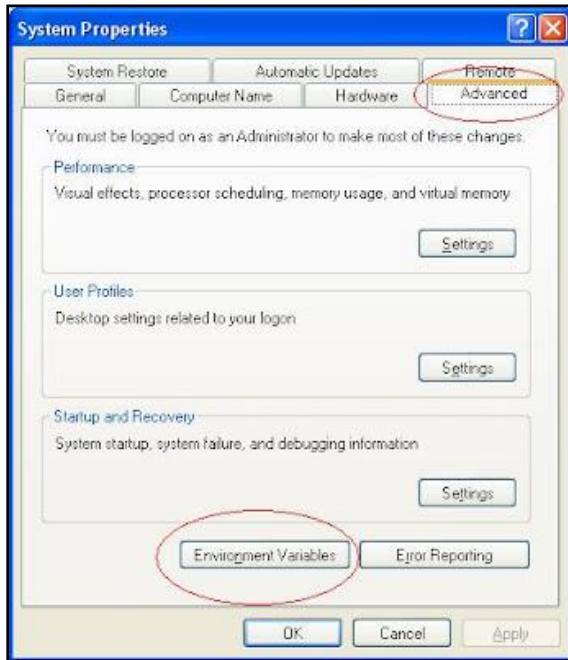 System Properties
System Restore Automatic Updates Remote
General Computer Name Hardware Advanced
You must be logged on as an Administrator to make most of these changes.
Performance
Visual effects, processor scheduling, memory usage, and virtual memory
Settings
User Profiles
Desktop settings related to your logon
Settings
Startup and Recovery
System startup, system failure, and debugging information
Settings
Environment Variables Error Reporting
OK Cancel Apply